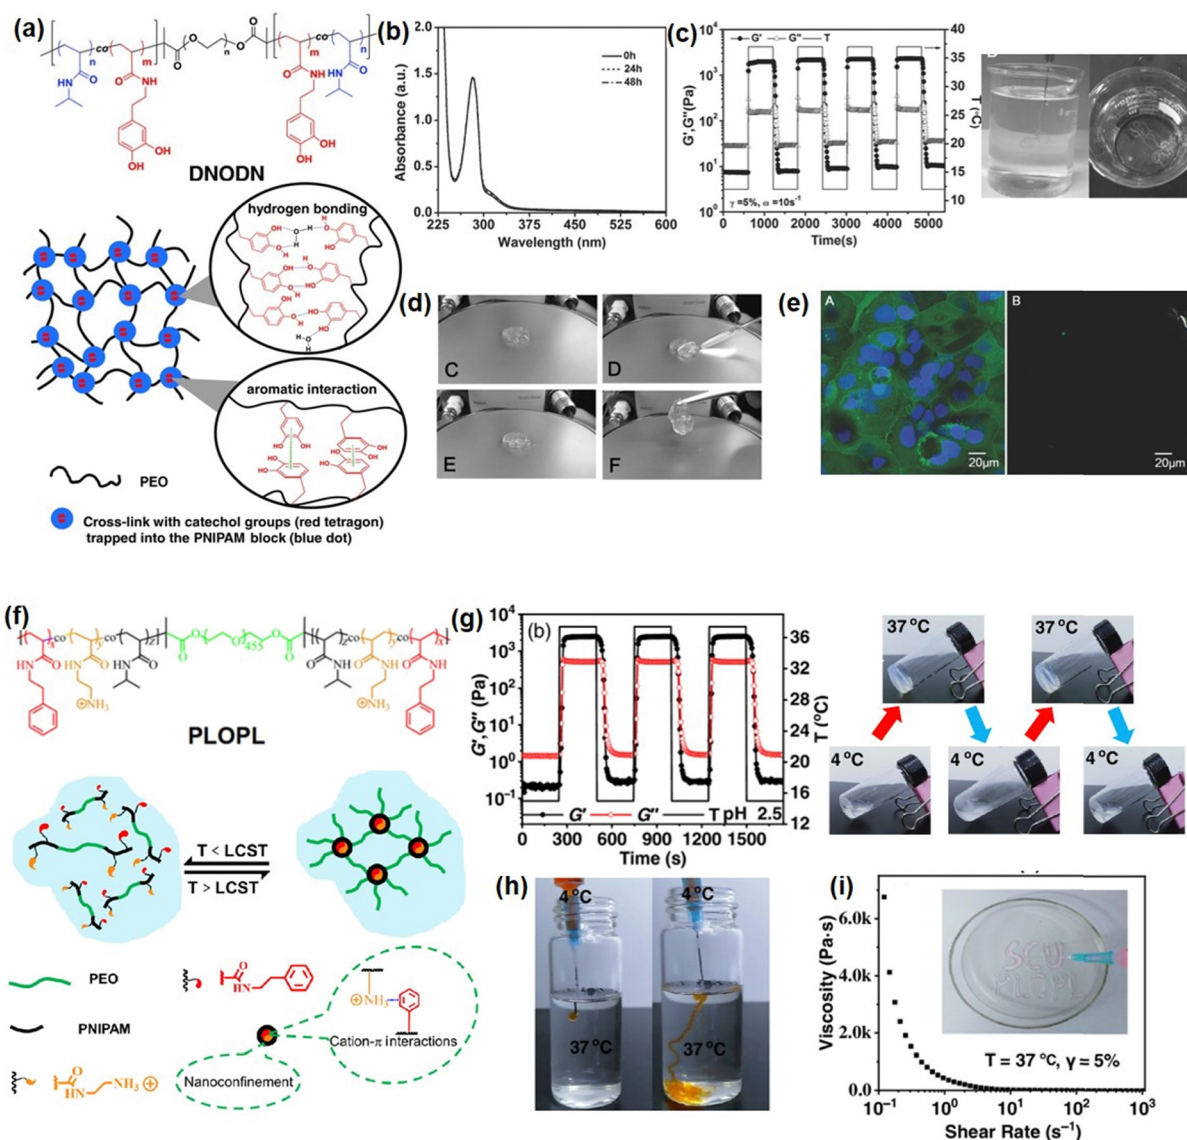 (a)
co
n
m
O
NH
HN
OH
OH
n
m
co
n
O
HN
NH
OH
OH
DNODN
hydrogen bonding
aromatic interaction
PEO
Cross-link with catechol groups (red tetragon)
trapped into the PNIPAM block (blue dot)
(b)
2.0
1.5
1.0
0.5
0.0
Absorbance (a.u.)
0h
24h
48h
225 300 375 450 525 600
Wavelength (nm)
(c)
G' G'' T
10⁴
10³
10²
10¹
10⁰
G', G''(Pa)
40
35
30
25
20
15
10
T(°C)
γ =5%, ω =10s⁻¹
0 1000 2000 3000 4000 5000
Time(s)
(d)
C
D
E
F
(e)
A
B
20μm
20μm
(f)
co
co
455
co
co
PLOPL
T < LCST
T > LCST
PEO
PNIPAM
Nanoconfinement
Cation-π interactions
(g)
(b)
10⁴
10³
10²
10¹
10⁰
10⁻¹
G', G'' (Pa)
36
32
28
24
20
16
12
T (°C)
G' G'' T pH 2.5
0 300 600 900 1200 1500
Time (s)
37 °C
37 °C
4 °C
4 °C
4 °C
(h)
4 °C
37 °C
4 °C
37 °C
(i)
6.0k
4.0k
2.0k
0.0
Viscosity (Pa·s)
SCU
PLOPL
T = 37 °C, γ = 5%
10⁻¹ 10⁰ 10¹ 10² 10³
Shear Rate (s⁻¹)